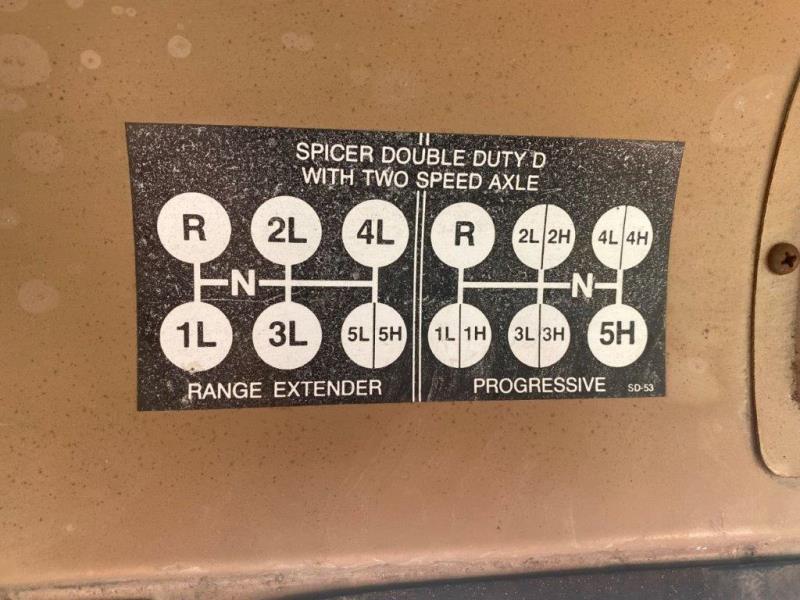 SPICER DOUBLE DUTY D
WITH TWO SPEED AXLE
R 2L 4L
N
1L 3L 5L 5H
RANGE EXTENDER
R 2L 2H 4L 4H
N
1L 1H 3L 3H 5H
PROGRESSIVE
SD-53